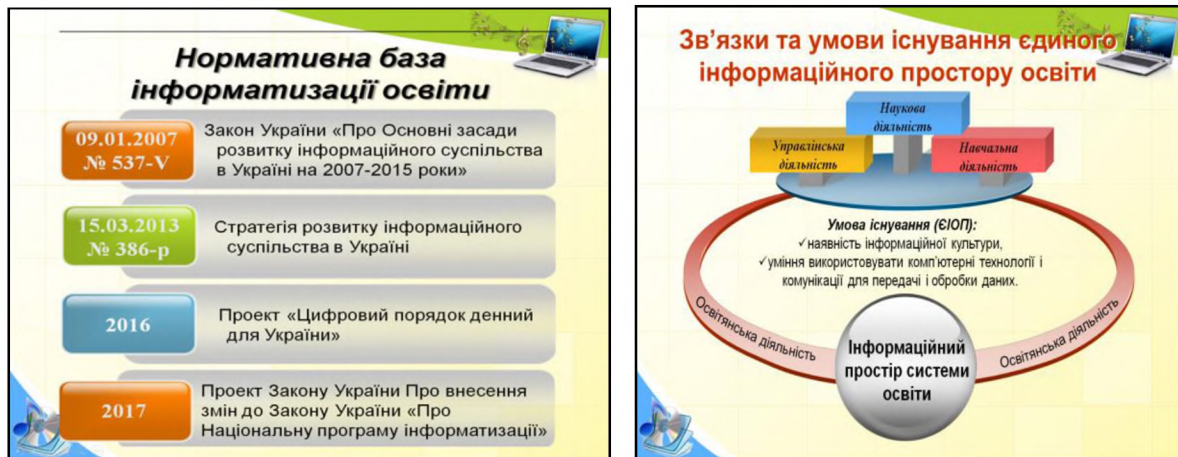 Нормативна база
інформатизації освіти
09.01.2007
№ 537-V
Закон України «Про Основні засади
розвитку інформаційного суспільства
в Україні на 2007-2015 роки»
15.03.2013
№ 386-р
Стратегія розвитку інформаційного
суспільства в Україні
2016
Проект «Цифровий порядок денний
для України»
2017
Проект Закону України Про внесення
змін до Закону України «Про
Національну програму інформатизації»
Зв’язки та умови існування єдиного
інформаційного простору освіти
Наукова
діяльність
Управлінська
діяльність
Навчальна
діяльність
Умова існування (ЄІОП):
✓наявність інформаційної культури,
✓уміння використовувати комп’ютерні технології і
комунікації для передачі і обробки даних.
Освітянська діяльність
Освітянська діяльність
Інформаційний
простір системи
освіти